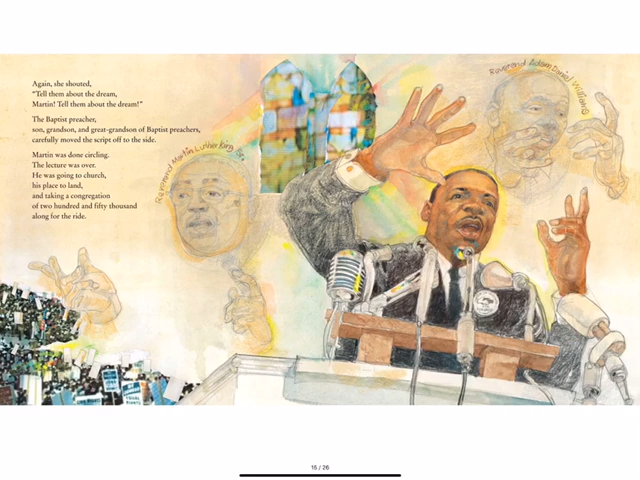 Again, she shouted,
"Tell them about the dream,
Martin! Tell them about the dream!"
The Baptist preacher,
son, grandson, and great-grandson of Baptist preachers,
carefully moved the script off to the side.
Martin was done circling.
The lecture was over.
He was going to church,
his place to land,
and taking a congregation
of two hundred and fifty thousand
along for the ride.
Reverend Martin Luther King, Sr.
Reverend Adam Daniel Williams
EQUAL
RIGHTS
15 / 26